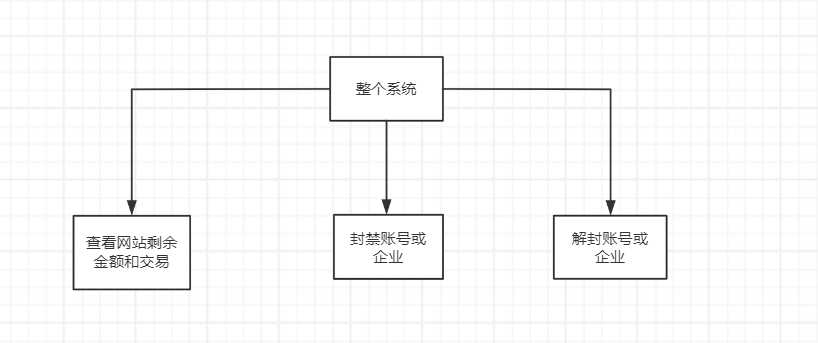 整个系统
查看网站剩余
金额和交易
封禁账号或
企业
解封账号或
企业